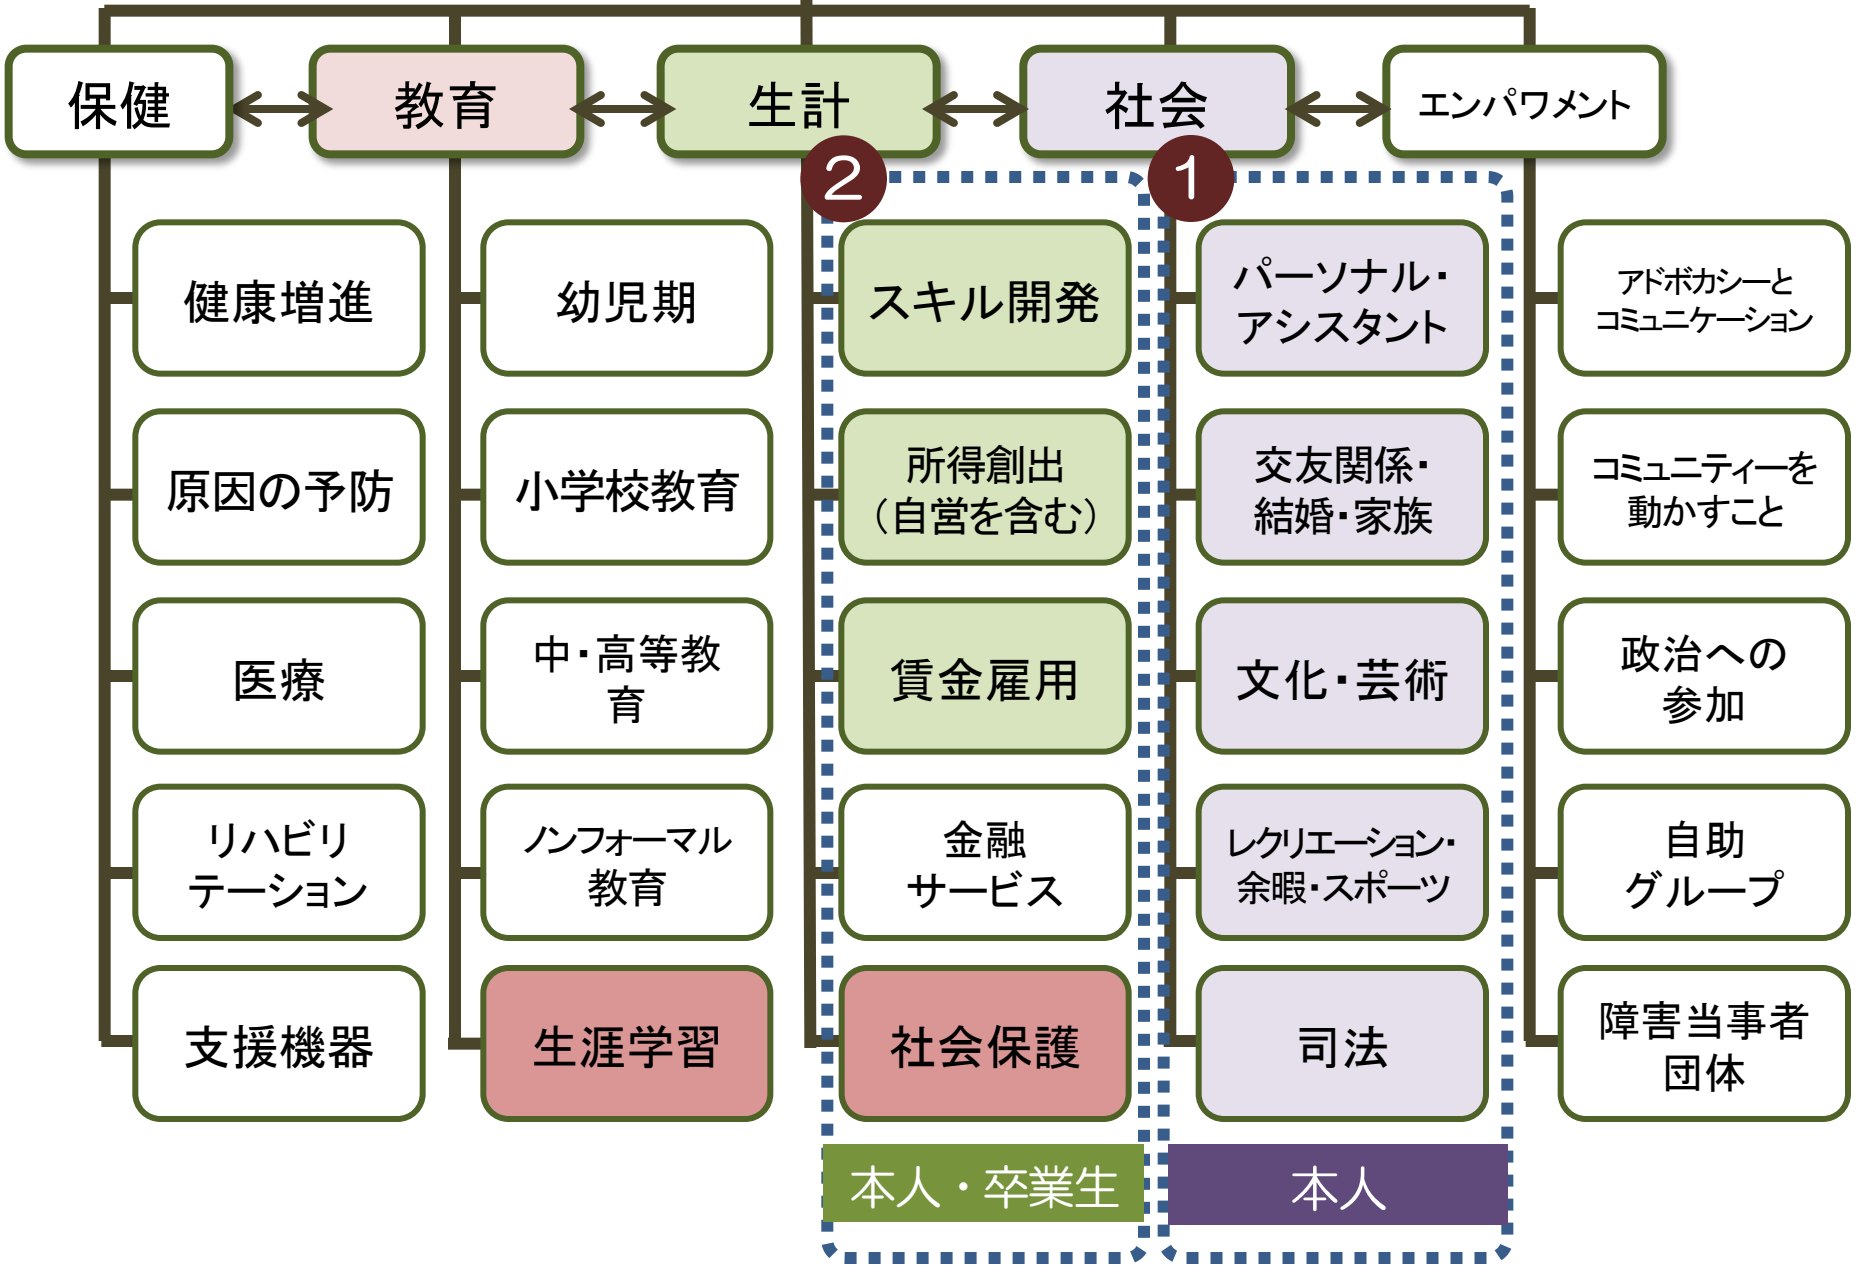 保健
教育
生計
社会
エンパワメント
2
1
健康増進
原因の予防
医療
リハビリ
テーション
支援機器
幼児期
小学校教育
中・高等教
育
ノンフォーマル
教育
生涯学習
スキル開発
所得創出
（自営を含む）
賃金雇用
金融
サービス
社会保護
本人・卒業生
パーソナル・
アシスタント
交友関係・
結婚・家族
文化・芸術
レクリエーション・
余暇・スポーツ
司法
本人
アドボカシーと
コミュニケーション
コミュニティーを
動かすこと
政治への
参加
自助
グループ
障害当事者
団体